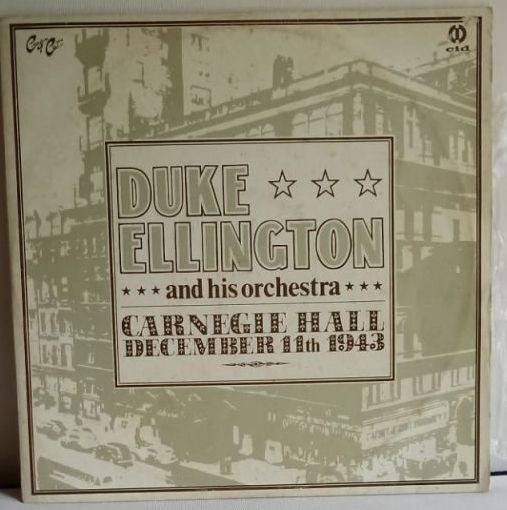 cid
DUKE
ELLINGTON
and his orchestra
CARNEGIE HALL
DECEMBER 11th 1943